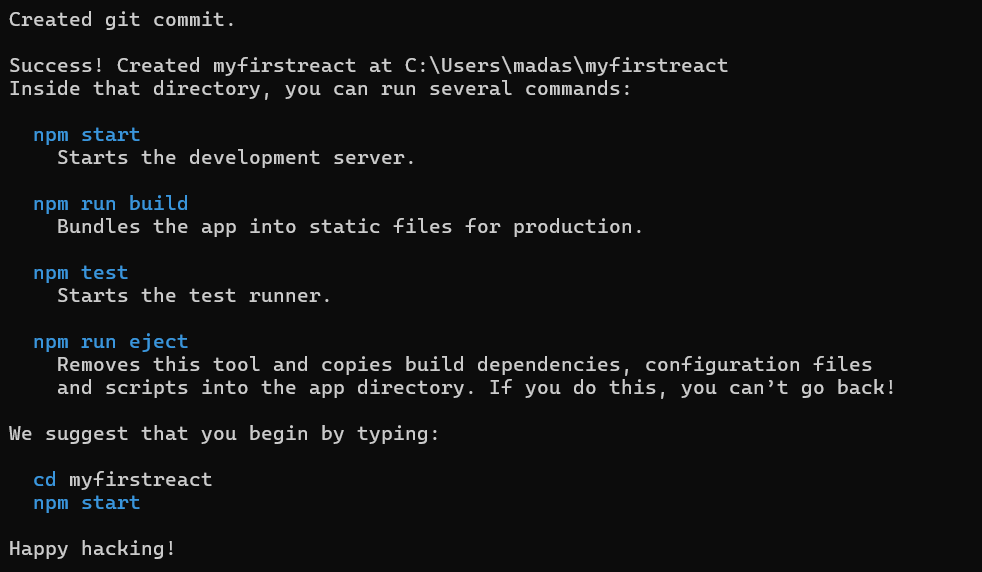 Created git commit.
Success! Created myfirstreact at C:\Users\madas\myfirstreact
Inside that directory, you can run several commands:
npm start
Starts the development server.
npm run build
Bundles the app into static files for production.
npm test
Starts the test runner.
npm run eject
Removes this tool and copies build dependencies, configuration files
and scripts into the app directory. If you do this, you can’t go back!
We suggest that you begin by typing:
cd myfirstreact
npm start
Happy hacking!